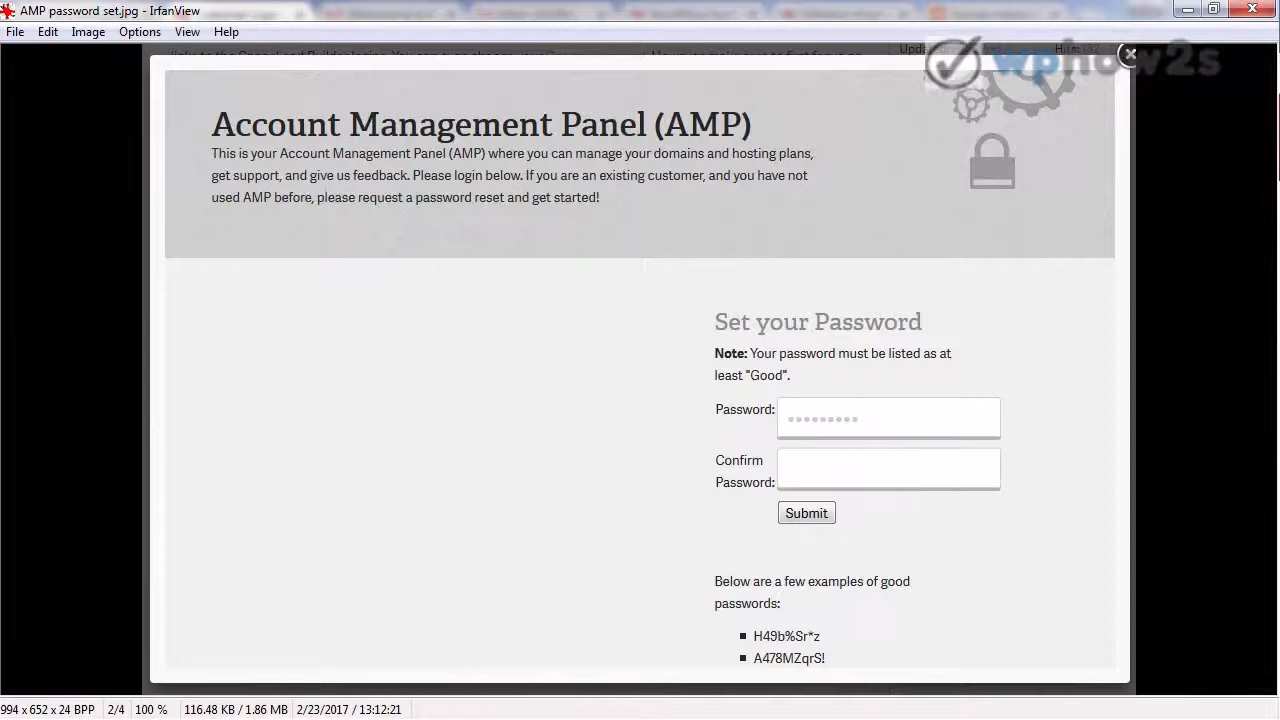 AMP password set.jpg - IrfanView
File Edit Image Options View Help
wphow2s
Account Management Panel (AMP)
This is your Account Management Panel (AMP) where you can manage your domains and hosting plans,
get support, and give us feedback. Please login below. If you are an existing customer, and you have not
used AMP before, please request a password reset and get started!
Set your Password
Note: Your password must be listed as at
least "Good".
Password:
Confirm
Password:
Submit
Below are a few examples of good
passwords:
H49b%Sr*z
A478MZqrS!
994 x 652 x 24 BPP 2/4 100 % 116.48 KB / 1.86 MB 2/23/2017 / 13:12:21